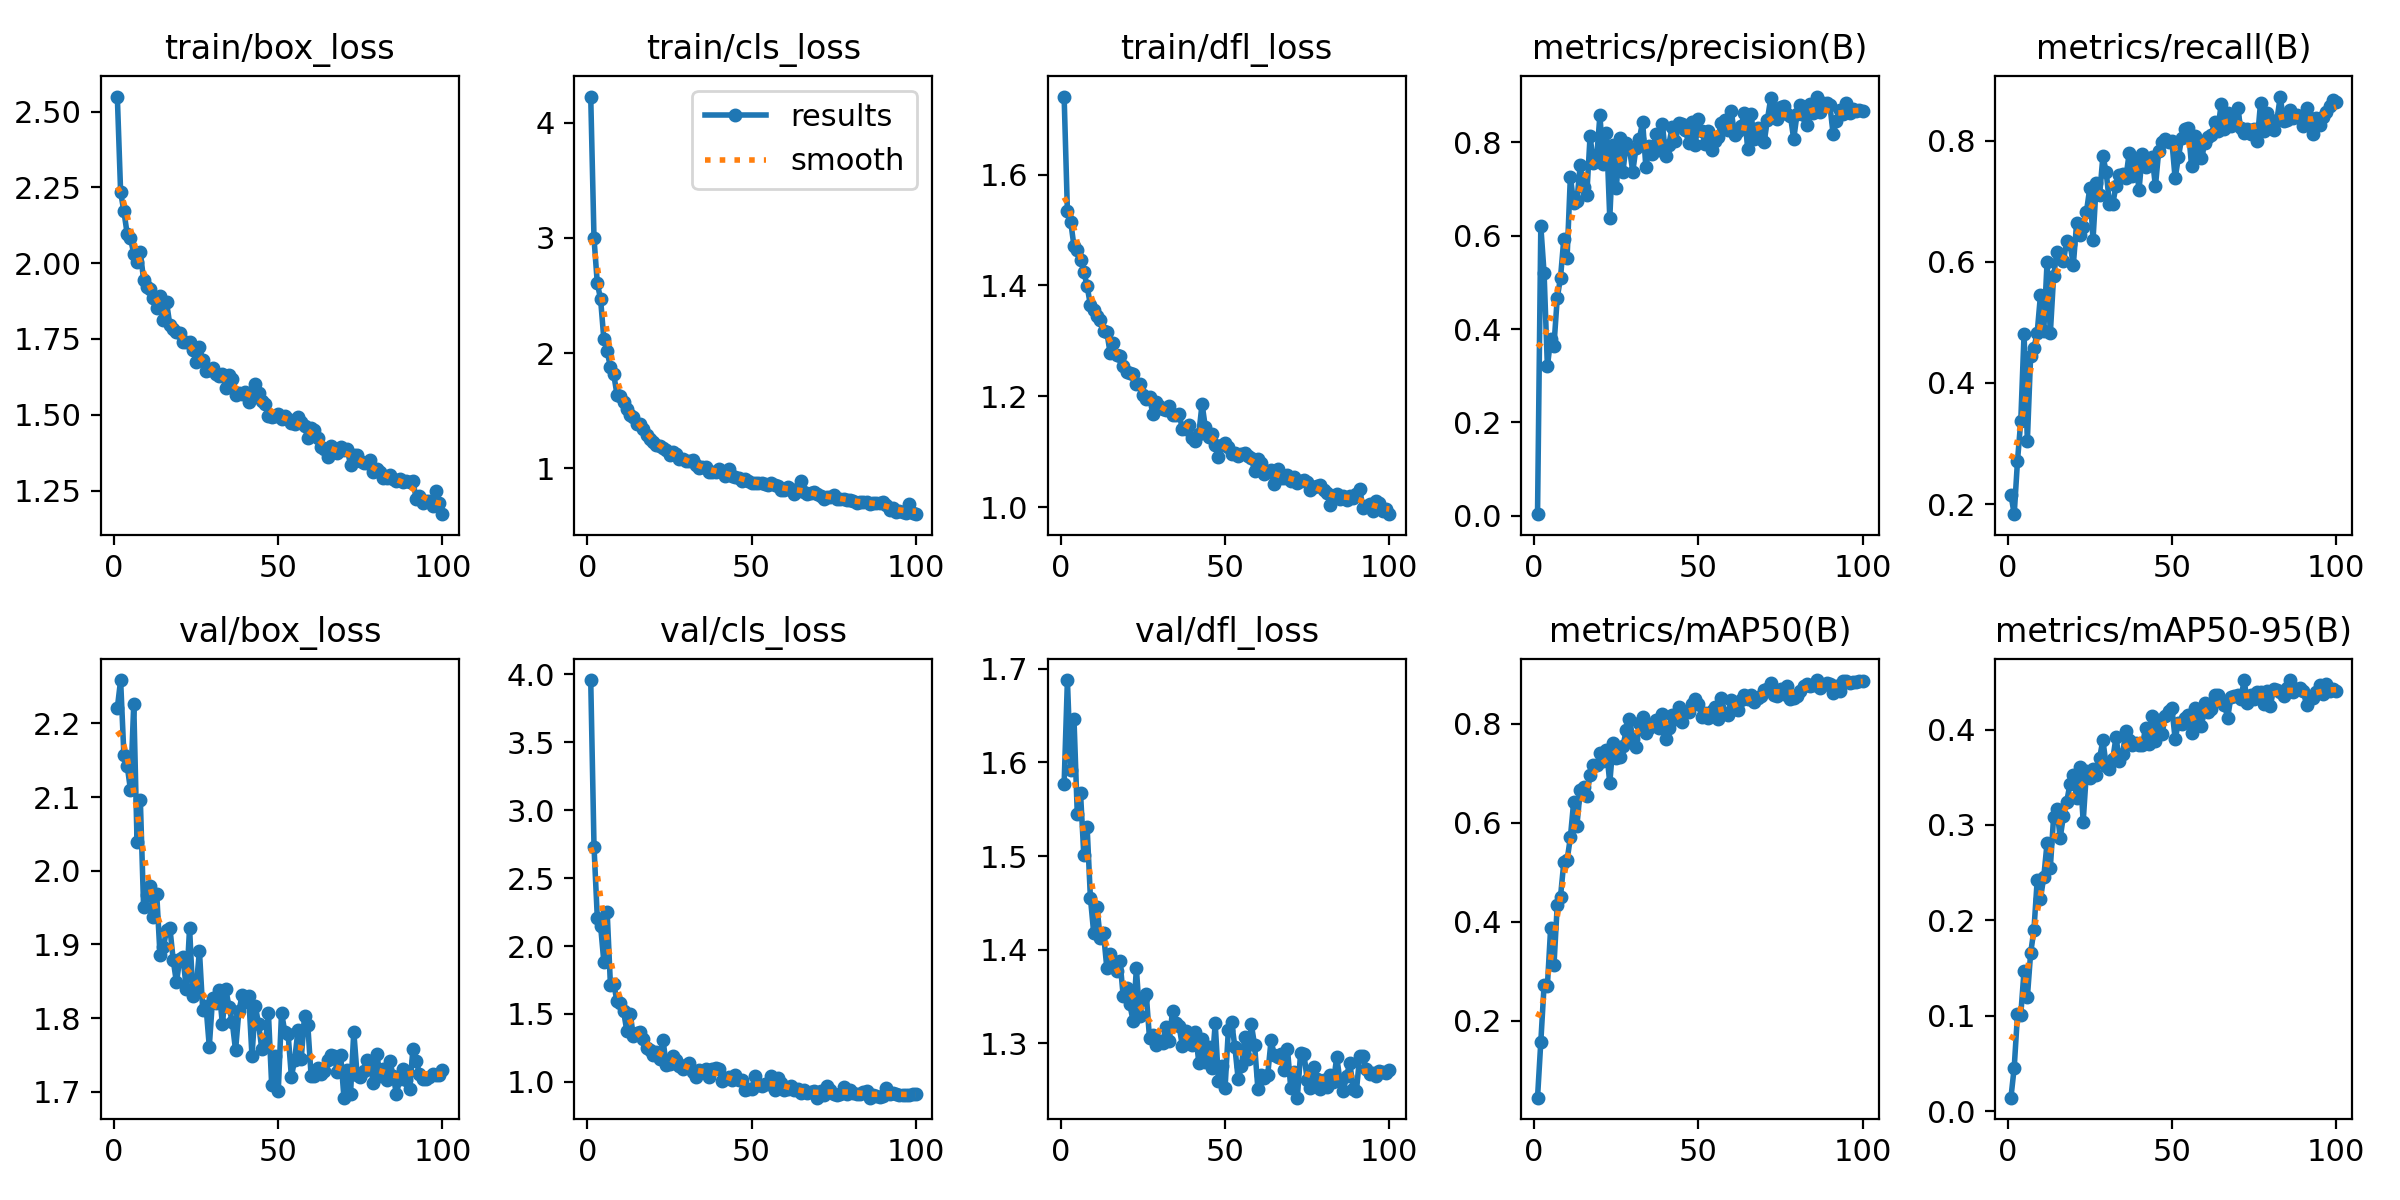 train/box_loss
train/cls_loss
train/dfl_loss
metrics/precision(B)
metrics/recall(B)
2.50
2.25
2.00
1.75
1.50
1.25
0 50 100
4
3
2
1
0 50 100
results
smooth
1.6
1.4
1.2
1.0
0 50 100
0.8
0.6
0.4
0.2
0.0
0 50 100
0.8
0.6
0.4
0.2
0 50 100
val/box_loss
val/cls_loss
val/dfl_loss
metrics/mAP50(B)
metrics/mAP50-95(B)
2.2
2.1
2.0
1.9
1.8
1.7
0 50 100
4.0
3.5
3.0
2.5
2.0
1.5
1.0
0 50 100
1.7
1.6
1.5
1.4
1.3
0 50 100
0.8
0.6
0.4
0.2
0 50 100
0.4
0.3
0.2
0.1
0.0
0 50 100